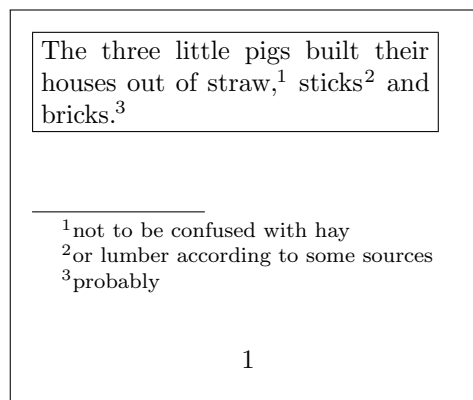 The three little pigs built their
houses out of straw,¹ sticks² and
bricks.³
¹not to be confused with hay
²or lumber according to some sources
³probably
1